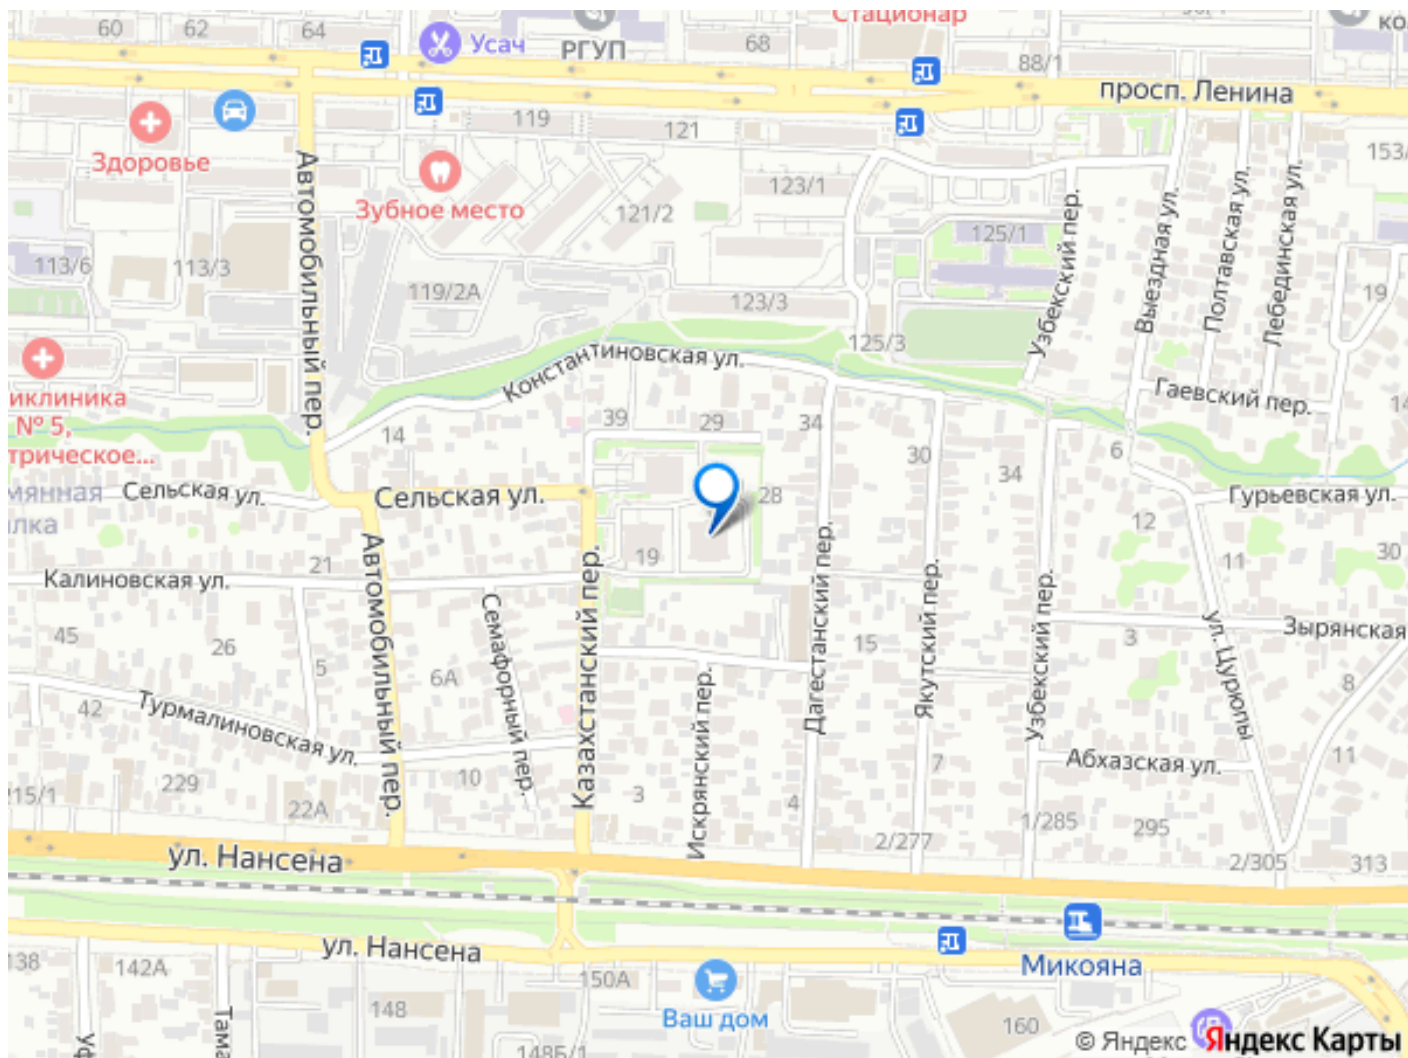 60
62
64
Усач
РГУП
68
Стационар
88/1
просп. Ленина
Здоровье
119
121
153/
Автомобильный пер.
Зубное место
121/2
123/1
125/1
Узбекский пер.
Выездная ул.
Полтавская ул.
Лебединская ул.
113/6
113/3
119/2А
123/3
125/3
19
Константиновская ул.
Гаевский пер.
14
иклиника
№ 5,
трическое...
мянная
лка
14
39
29
34
30
34
6
Сельская ул.
Сельская ул.
28
Гурьевская ул.
12
11
30
Калиновская ул.
21
19
Автомобильный пер.
Семафорный пер.
Казахстанский пер.
Искрянский пер.
Дагестанский пер.
Якутский пер.
Узбекский пер.
ул. Цурюпы
Зырянская
45
26
5
6А
15
3
8
42
Турмалиновская ул.
229
22А
10
3
4
7
Абхазская ул.
11
115/1
2/277
1/285
295
2/305
313
ул. Нансена
ул. Нансена
Микояна
138
142А
148
150А
Ваш дом
160
148Б/1
Уф
Тама
© Яндекс Яндекс Карты